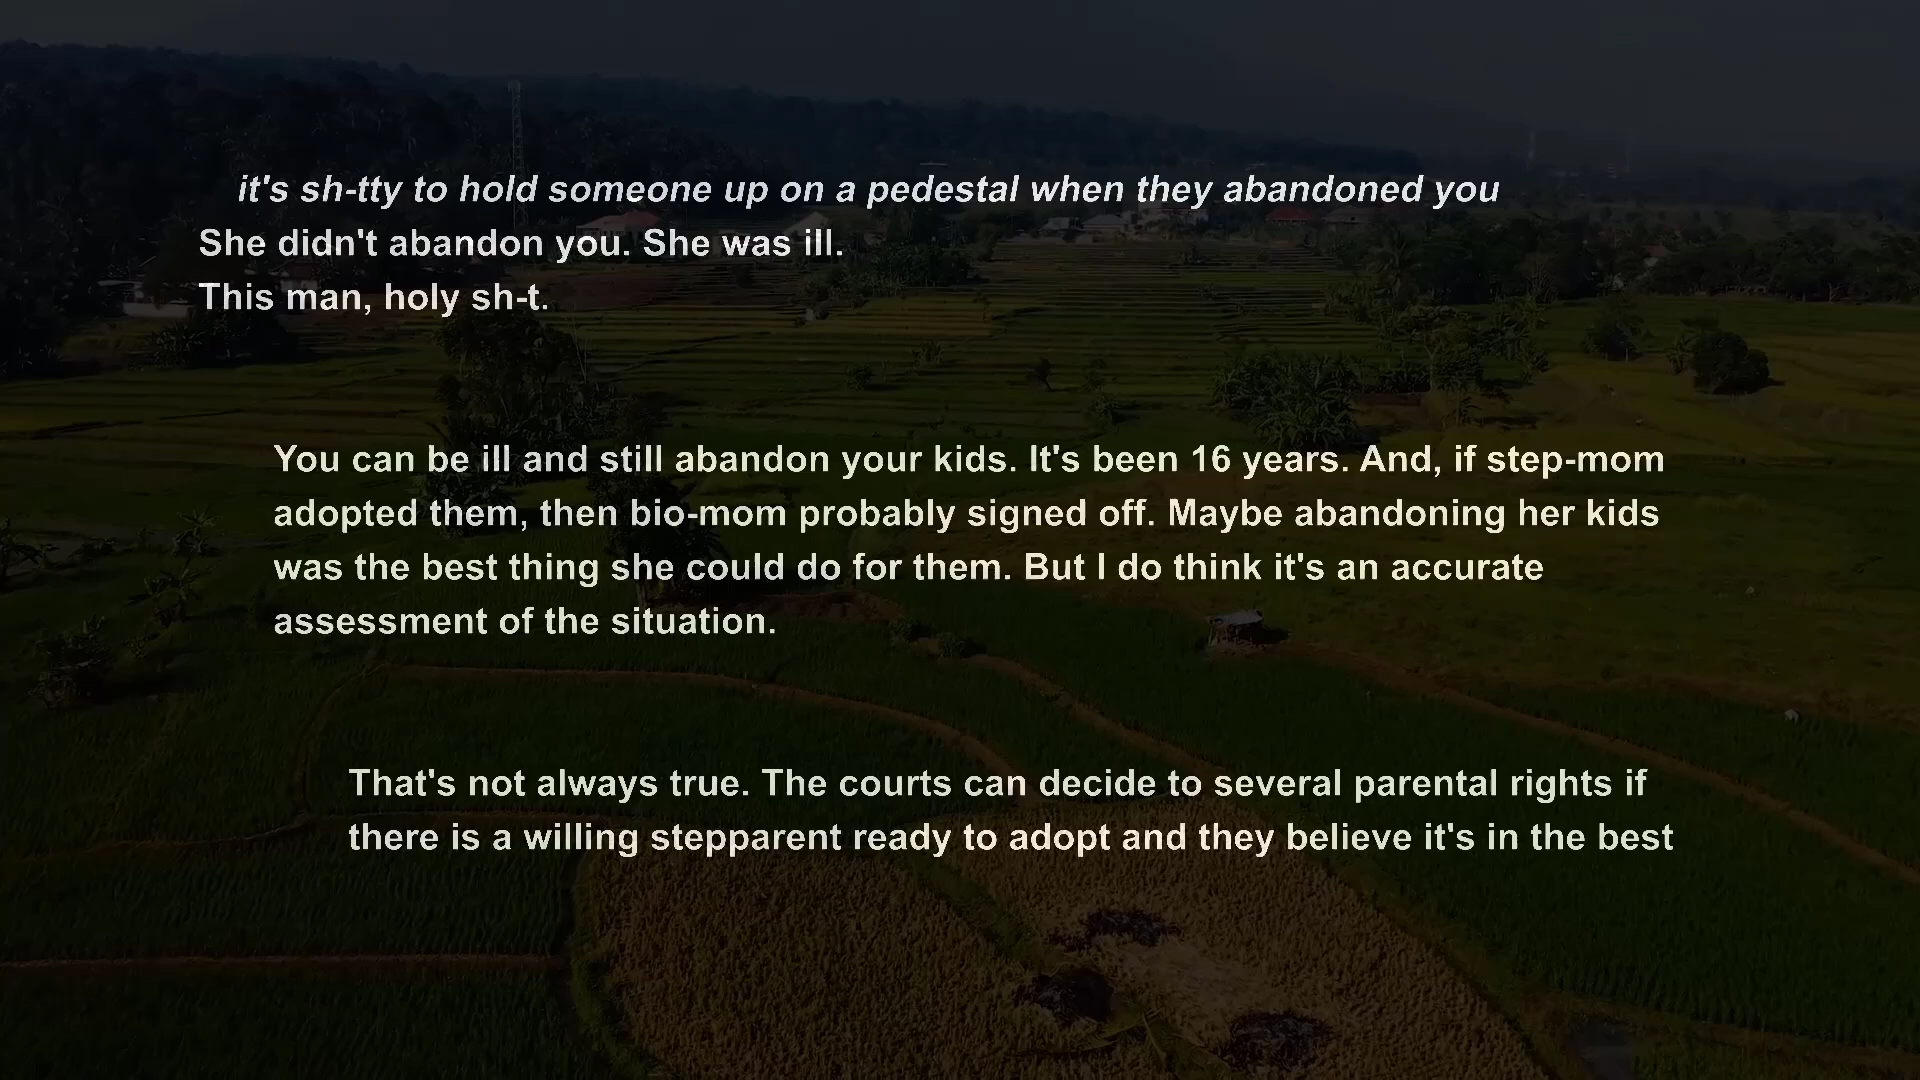 it's sh-tty to hold someone up on a pedestal when they abandoned you
She didn't abandon you. She was ill.
This man, holy sh-t.
You can be ill and still abandon your kids. It's been 16 years. And, if step-mom
adopted them, then bio-mom probably signed off. Maybe abandoning her kids
was the best thing she could do for them. But I do think it's an accurate
assessment of the situation.
That's not always true. The courts can decide to several parental rights if
there is a willing stepparent ready to adopt and they believe it's in the best